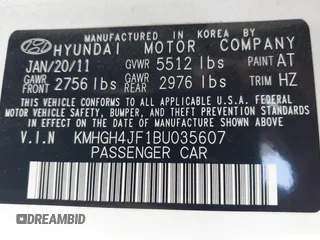 MANUFACTURED IN KOREA BY
HYUNDAI MOTOR COMPANY
JAN/20/11 GVWR 5512 lbs PAINT AT
GAWR FRONT 2756 lbs GAWR REAR 2976 lbs TRIM HZ
THIS VEHICLE CONFORMS TO ALL APPLICABLE FEDERAL
MOTOR VEHICLE SAFETY, BUMPER, AND THEFT PREVENTION STANDARDS
IN EFFECT ON THE DATE OF MANUFACTURE SHOWN ABOVE.
V.I.N KMHGH4JF1BU035607
PASSENGER CAR
DREAMBID